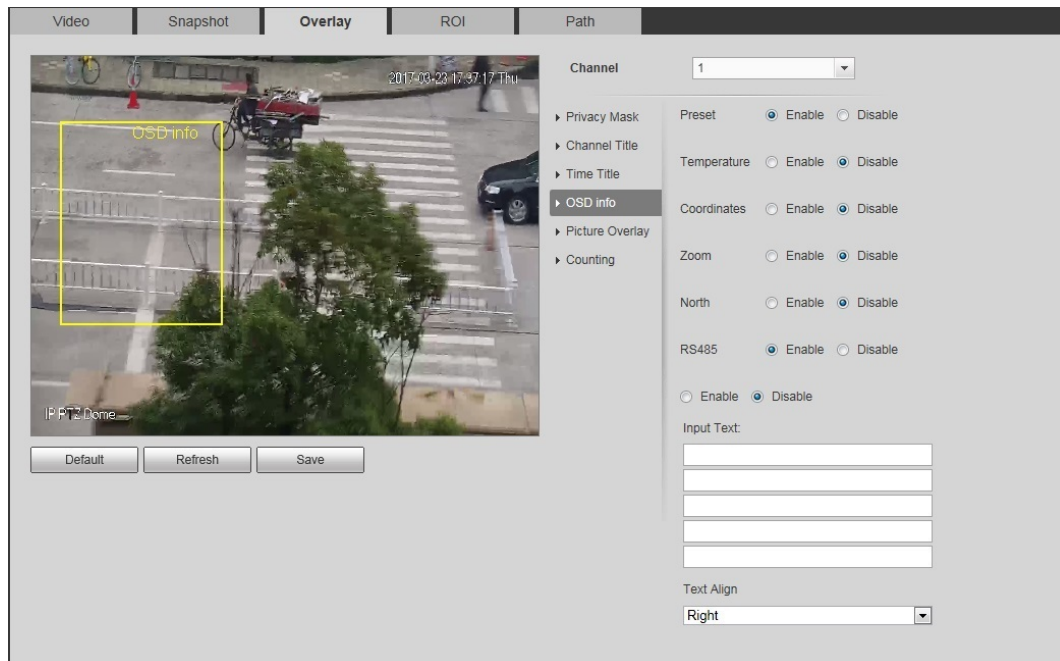 Video Snapshot Overlay ROI Path
2017-03-23 17:37:17 Thu
OSD info
IP PTZ Dome
Default Refresh Save
Channel 1
Privacy Mask
Channel Title
Time Title
OSD info
Picture Overlay
Counting
Preset Enable Disable
Temperature Enable Disable
Coordinates Enable Disable
Zoom Enable Disable
North Enable Disable
RS485 Enable Disable
Enable Disable
Input Text:
Text Align
Right